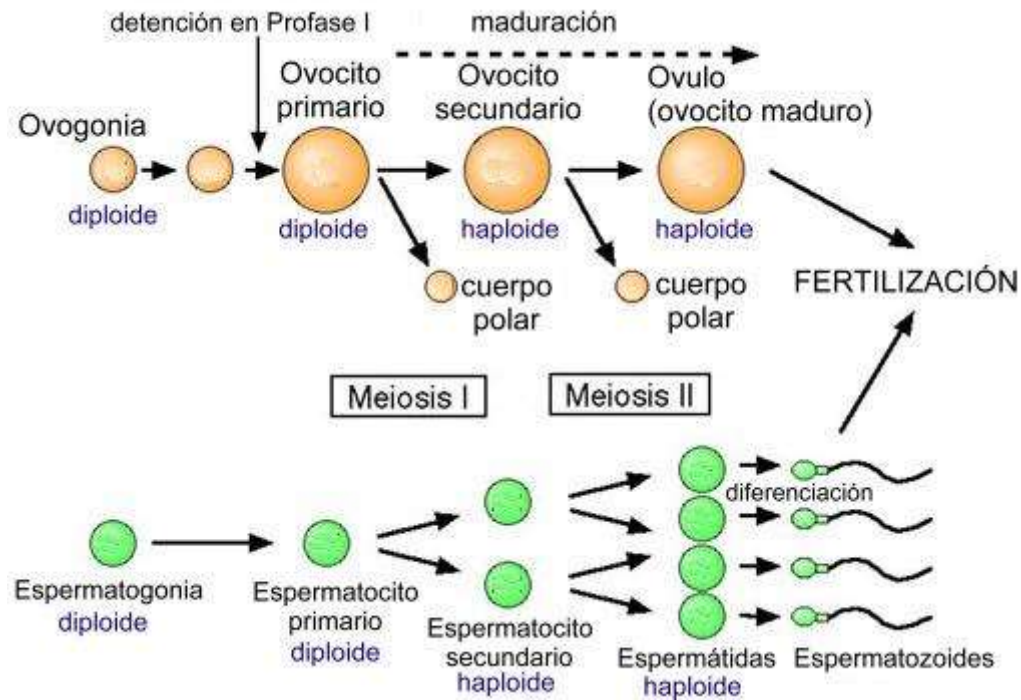 detención en Profase I
maduración
Ovogonia
diploide
Ovocito
primario
diploide
Ovocito
secundario
haploide
Ovulo
(ovocito maduro)
haploide
cuerpo
polar
cuerpo
polar
FERTILIZACIÓN
Meiosis I
Meiosis II
Espermatogonia
diploide
Espermatocito
primario
diploide
Espermatocito
secundario
haploide
Espermátidas
haploide
diferenciación
Espermatozoides